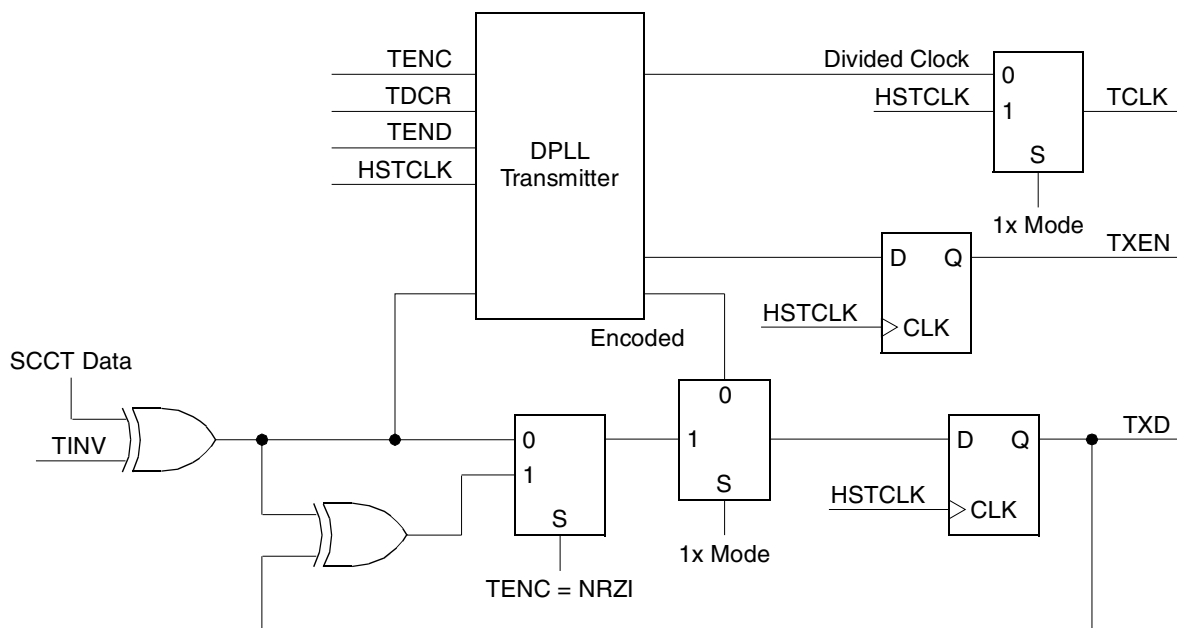 TENC
TDCR
TEND
HSTCLK
DPLL
Transmitter
Divided Clock
HSTCLK
0
1
S
TCLK
1x Mode
TXEN
D
Q
HSTCLK
CLK
Encoded
SCCT Data
TINV
0
1
S
TENC = NRZI
0
1
S
1x Mode
D
Q
HSTCLK
CLK
TXD